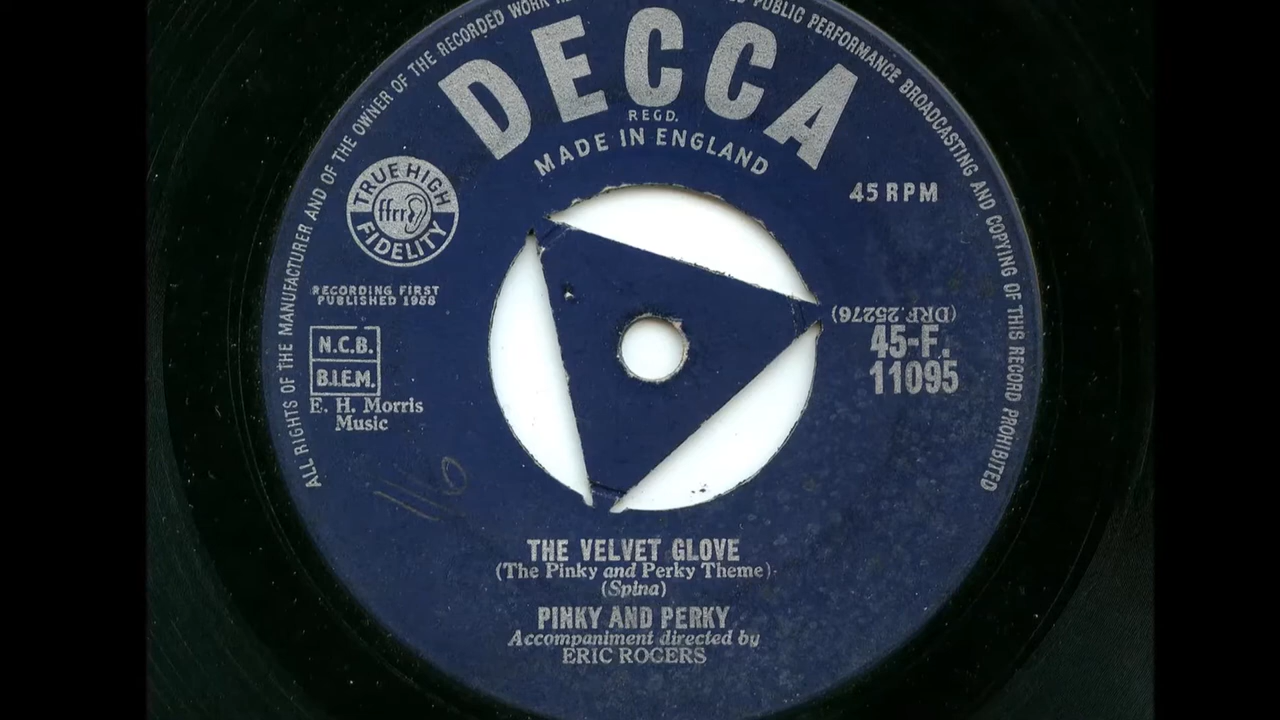 ALL RIGHTS OF THE MANUFACTURER AND OF THE OWNER OF THE RECORDED WORK
PUBLIC PERFORMANCE BROADCASTING AND COPYING OF THIS RECORD PROHIBITED
DECCA
REGD.
MADE IN ENGLAND
TRUE HIGH
ffrr
FIDELITY
45 RPM
RECORDING FIRST
PUBLISHED 1958
(DRF. 25276)
45-F.
11095
N.C.B.
B.I.E.M.
E. H. Morris
Music
116
THE VELVET GLOVE
(The Pinky and Perky Theme)
(Spina)
PINKY AND PERKY
Accompaniment directed by
ERIC ROGERS